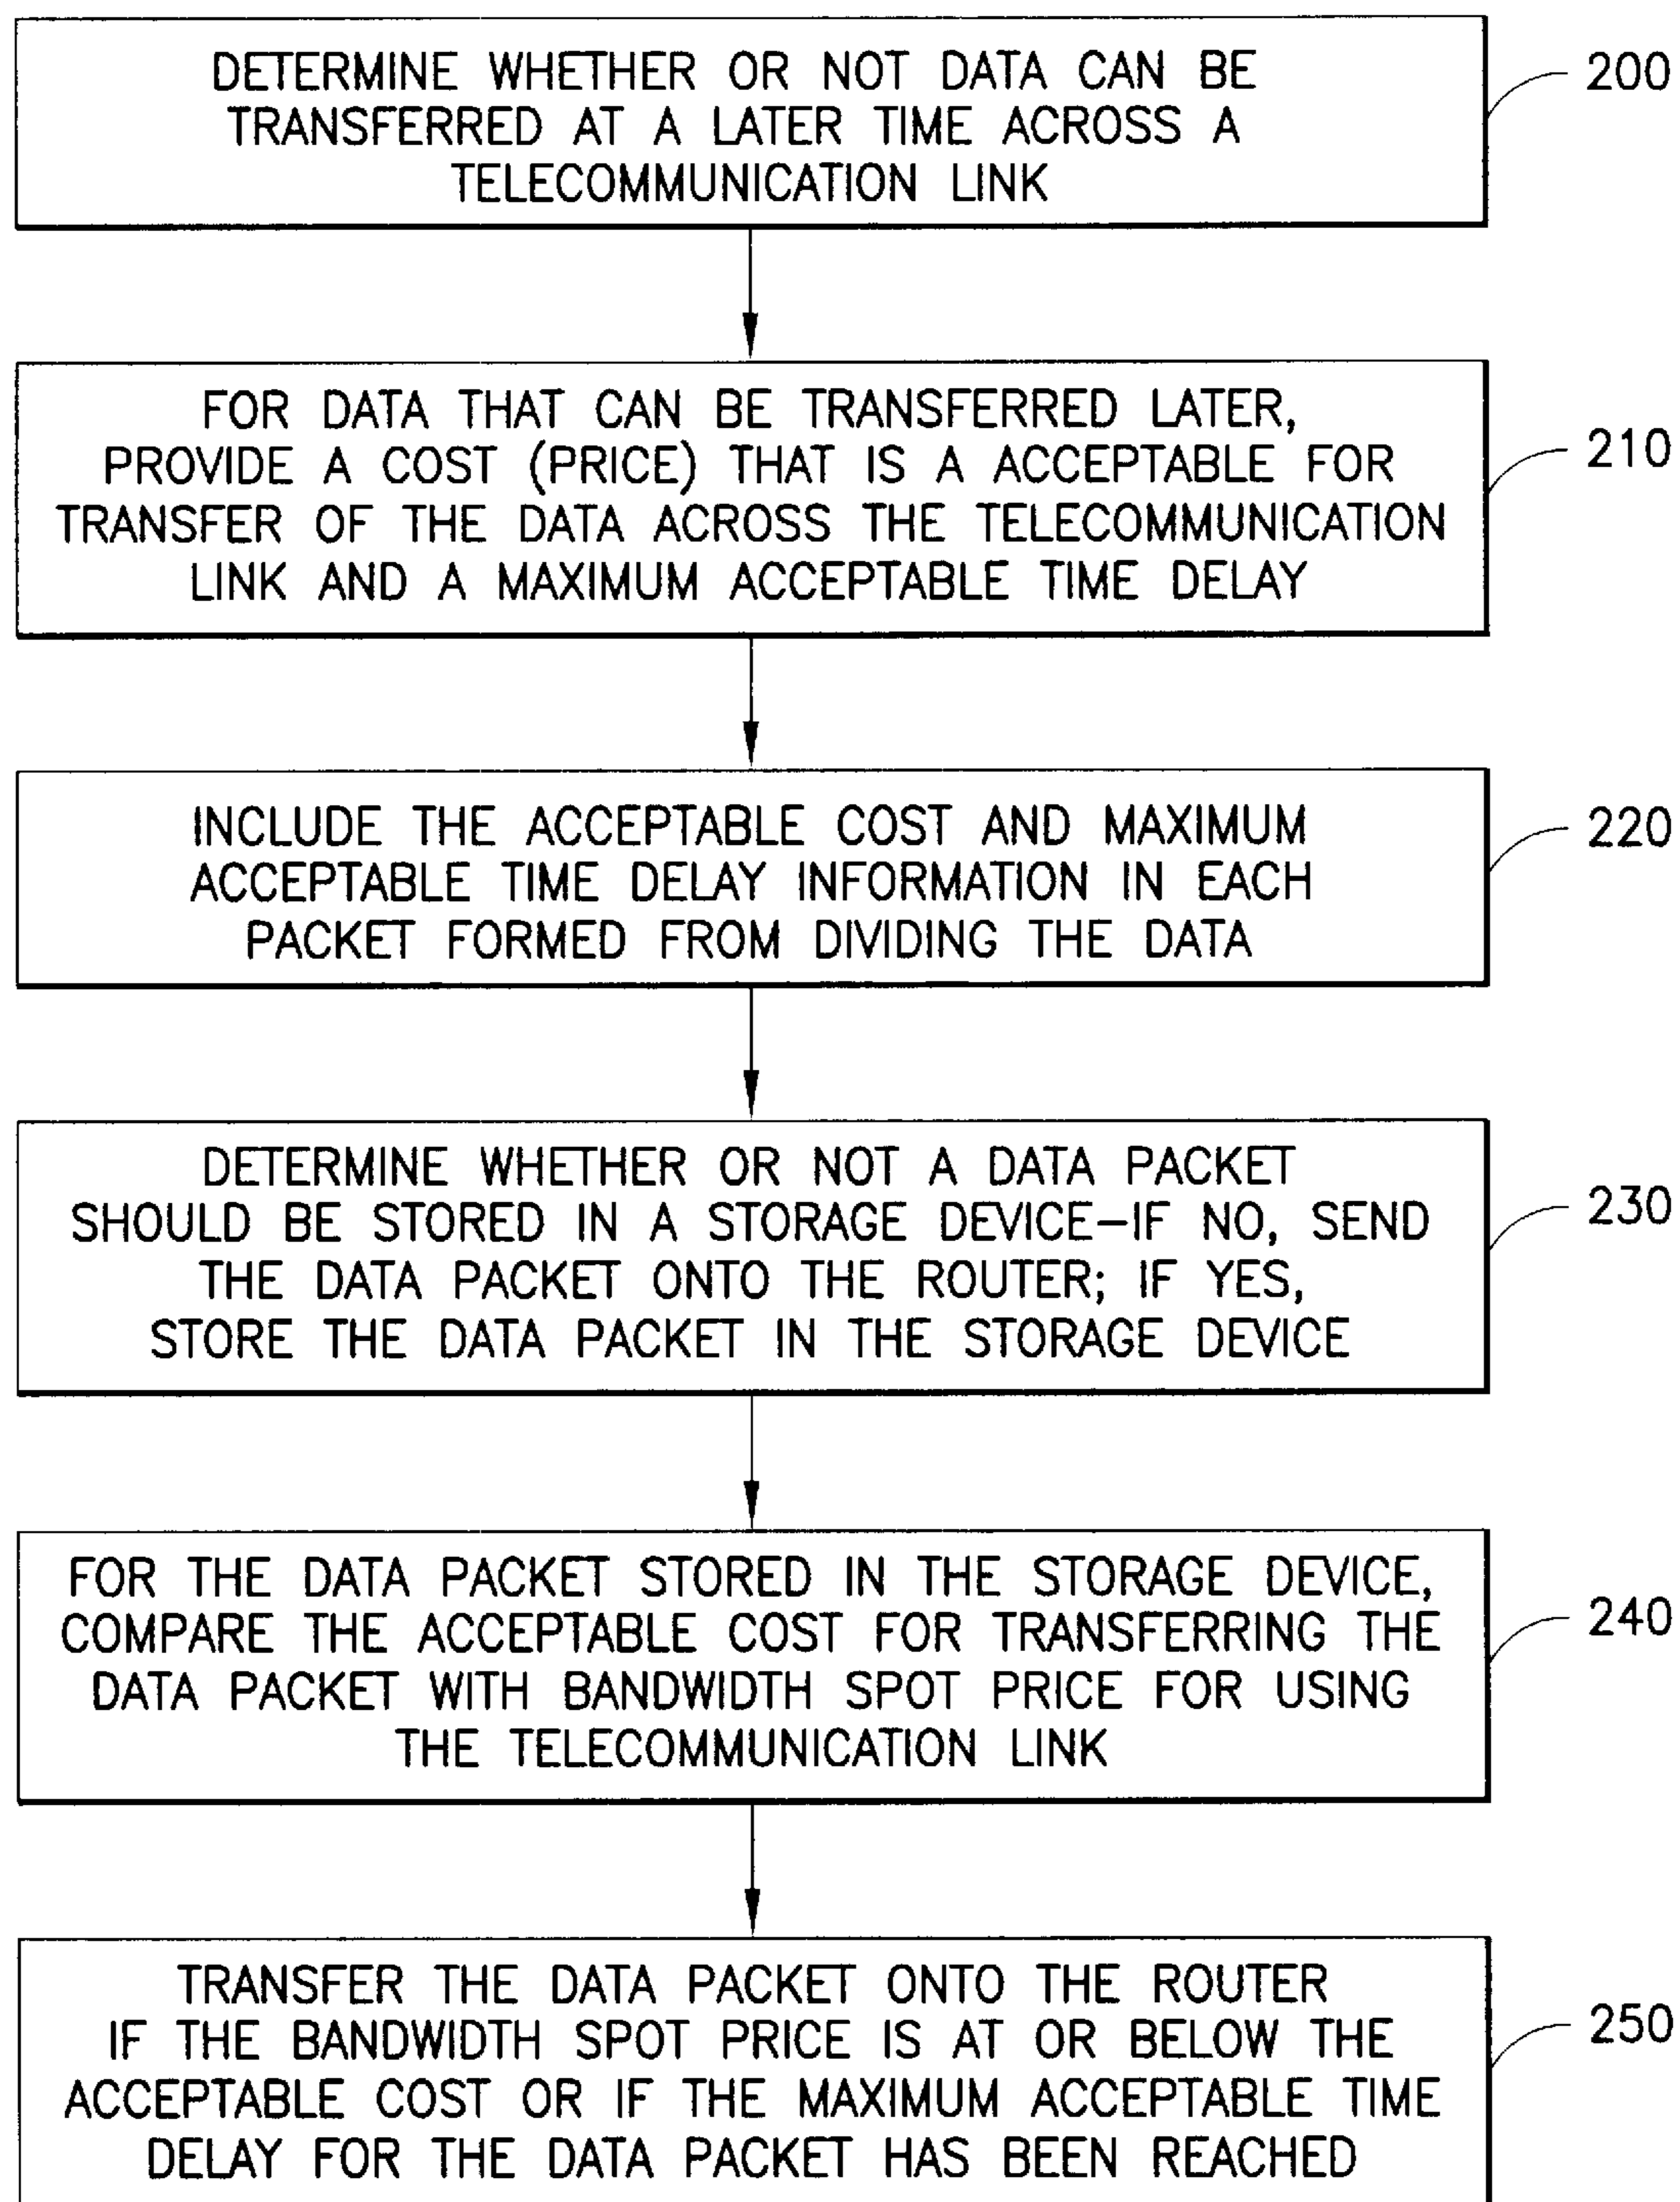 DETERMINE WHETHER OR NOT DATA CAN BE
TRANSFERRED AT A LATER TIME ACROSS A
TELECOMMUNICATION LINK
200
FOR DATA THAT CAN BE TRANSFERRED LATER,
PROVIDE A COST (PRICE) THAT IS A ACCEPTABLE FOR
TRANSFER OF THE DATA ACROSS THE TELECOMMUNICATION
LINK AND A MAXIMUM ACCEPTABLE TIME DELAY
210
INCLUDE THE ACCEPTABLE COST AND MAXIMUM
ACCEPTABLE TIME DELAY INFORMATION IN EACH
PACKET FORMED FROM DIVIDING THE DATA
220
DETERMINE WHETHER OR NOT A DATA PACKET
SHOULD BE STORED IN A STORAGE DEVICE–IF NO, SEND
THE DATA PACKET ONTO THE ROUTER; IF YES,
STORE THE DATA PACKET IN THE STORAGE DEVICE
230
FOR THE DATA PACKET STORED IN THE STORAGE DEVICE,
COMPARE THE ACCEPTABLE COST FOR TRANSFERRING THE
DATA PACKET WITH BANDWIDTH SPOT PRICE FOR USING
THE TELECOMMUNICATION LINK
240
TRANSFER THE DATA PACKET ONTO THE ROUTER
IF THE BANDWIDTH SPOT PRICE IS AT OR BELOW THE
ACCEPTABLE COST OR IF THE MAXIMUM ACCEPTABLE TIME
DELAY FOR THE DATA PACKET HAS BEEN REACHED
250